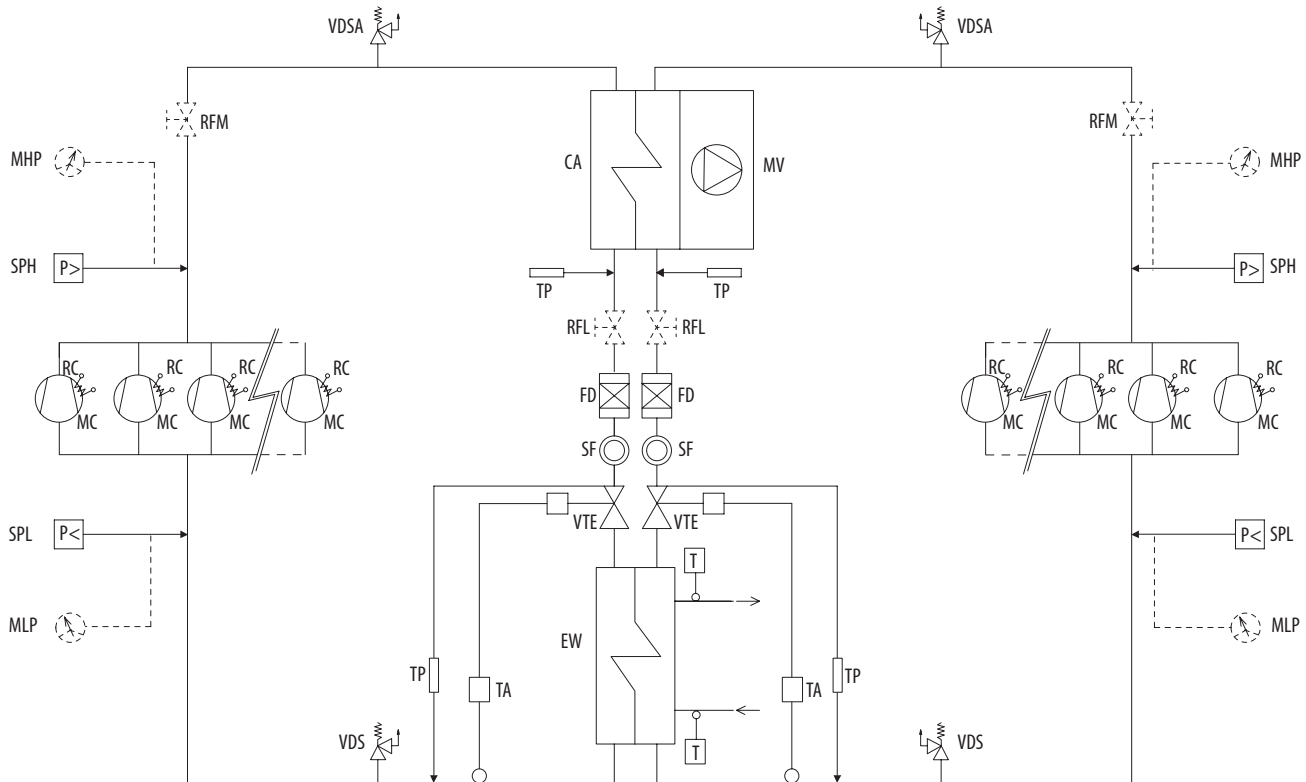 VDSA VDSA
RFM RFM
MHP CA MV MHP
SPH P> P> SPH
TP TP
RFL RFL
RC RC RC RC RC RC RC
FD FD
MC MC MC MC MC MC MC MC
SF SF
SPL P< VTE VTE P< SPL
T
MLP EW MLP
TP TA TA TP
VDS T VDS